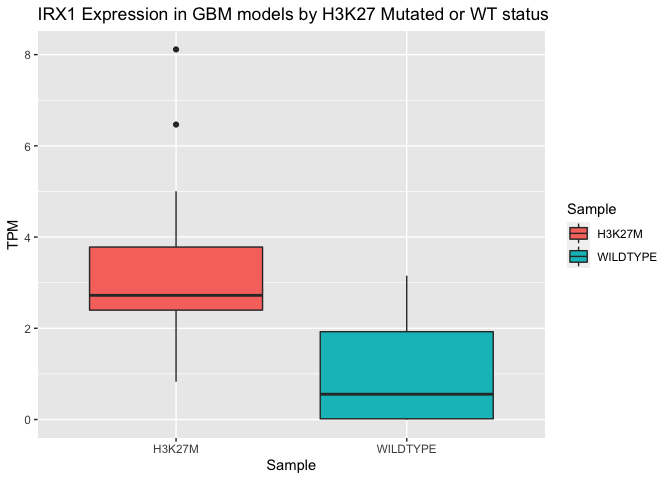 IRX1 Expression in GBM models by H3K27 Mutated or WT status
8
6
4
2
0
TPM
H3K27M
WILDTYPE
Sample
Sample
H3K27M
WILDTYPE